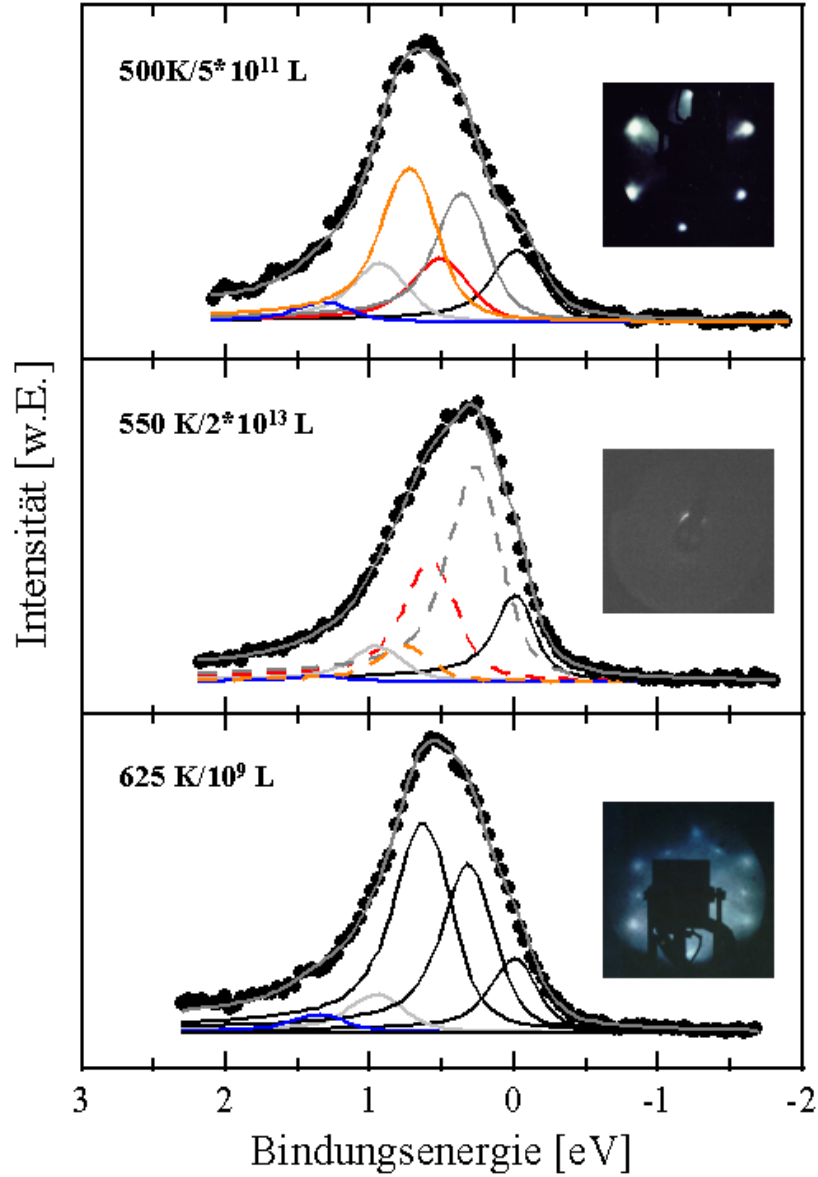 500K/5*10¹¹ L
550 K/2*10¹³ L
625 K/10⁹ L
Intensität [w.E.]
3 2 1 0 -1 -2
Bindungsenergie [eV]